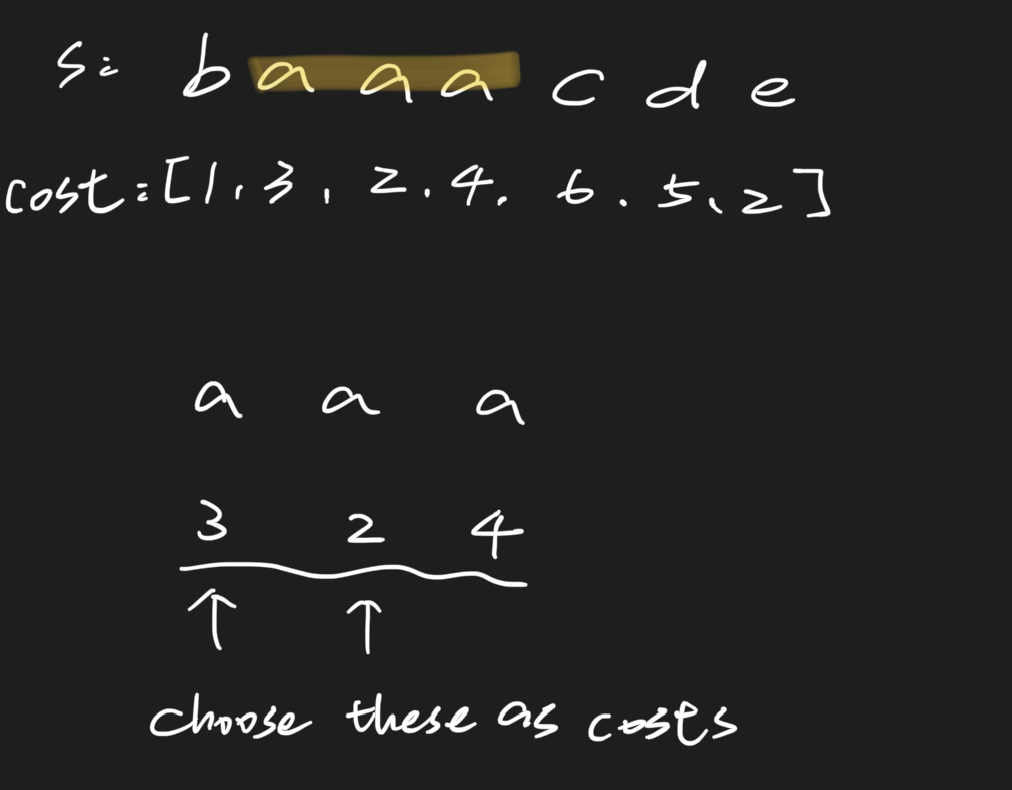 s: b a a a c d e
cost: [1, 3, 2, 4. 6. 5, 2]
a a a
3 2 4
↑ ↑
choose these as costs